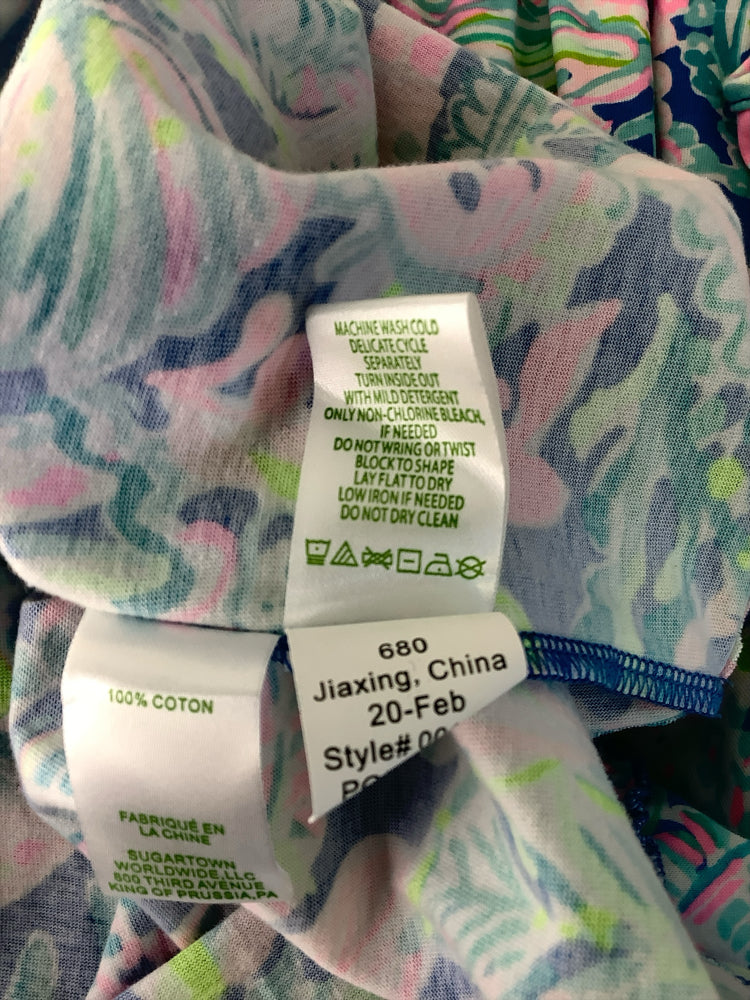 MACHINE WASH COLD
DELICATE CYCLE
SEPARATELY
TURN INSIDE OUT
WITH MILD DETERGENT
ONLY NON-CHLORINE BLEACH,
IF NEEDED
DO NOT WRING OR TWIST
BLOCK TO SHAPE
LAY FLAT TO DRY
LOW IRON IF NEEDED
DO NOT DRY CLEAN
680
Jiaxing, China
20-Feb
Style# 00
100% COTON
FABRIQUÉ EN
LA CHINE
SUGARTOWN
WORLDWIDE,LLC
800 THIRD AVENUE
KING OF PRUSSIA,PA